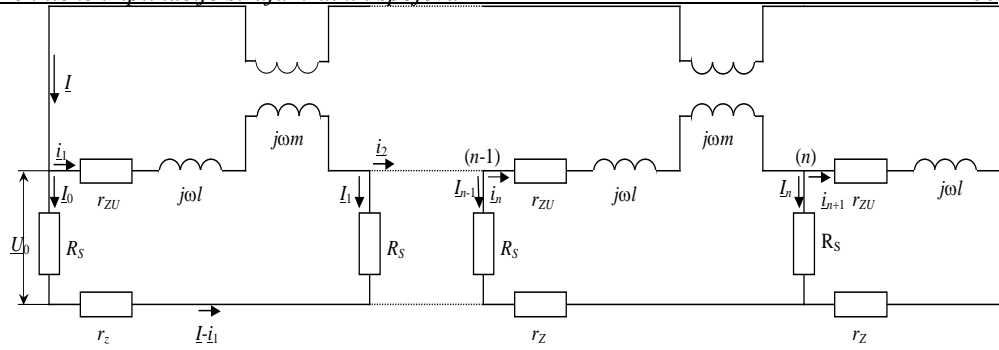 I
jωm
jωm
i1
i2
(n-1)
(n)
I0
rZU
jωl
I1
In-1
in
rZU
jωl
In
in+1
rZU
jωl
U0
RS
RS
RS
RS
rz
I-i1
rZ
rZ